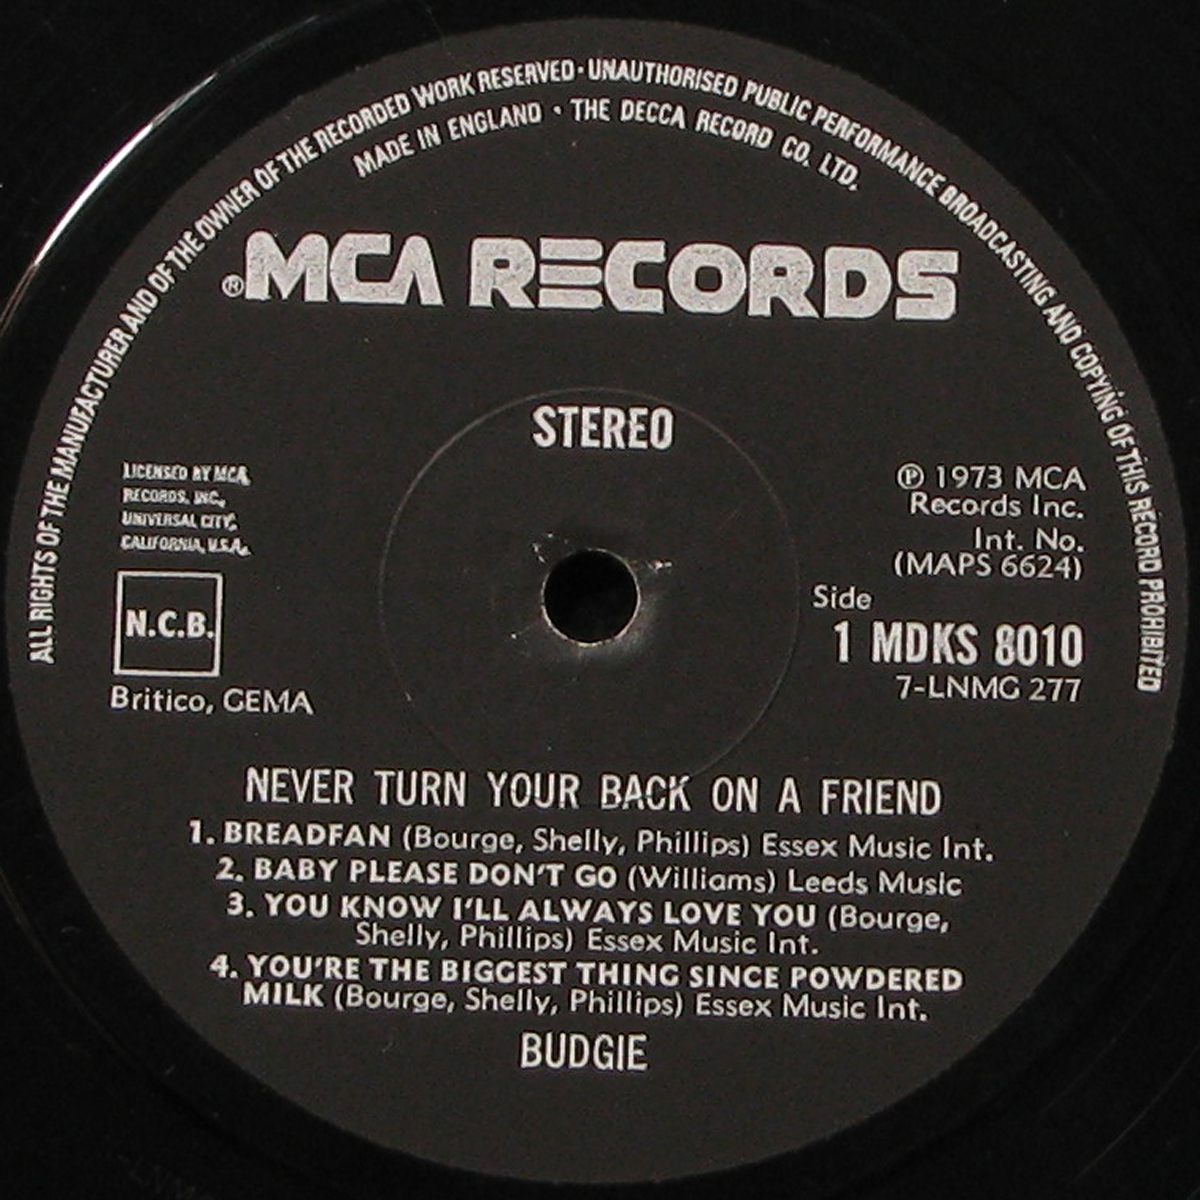 ALL RIGHTS OF THE MANUFACTURER AND OF THE OWNER OF THE RECORDED WORK RESERVED · UNAUTHORISED PUBLIC PERFORMANCE BROADCASTING AND COPYING OF THIS RECORD PROHIBITED
MADE IN ENGLAND · THE DECCA RECORD CO. LTD.
® MCA RECORDS
STEREO
LICENSED BY MCA
RECORDS, INC.,
UNIVERSAL CITY,
CALIFORNIA, U.S.A.
N.C.B.
Britico, GEMA
℗ 1973 MCA
Records Inc.
Int. No.
(MAPS 6624)
Side
1 MDKS 8010
7-LNMG 277
NEVER TURN YOUR BACK ON A FRIEND
1. BREADFAN (Bourge, Shelly, Phillips) Essex Music Int.
2. BABY PLEASE DON'T GO (Williams) Leeds Music
3. YOU KNOW I'LL ALWAYS LOVE YOU (Bourge,
Shelly, Phillips) Essex Music Int.
4. YOU'RE THE BIGGEST THING SINCE POWDERED
MILK (Bourge, Shelly, Phillips) Essex Music Int.
BUDGIE